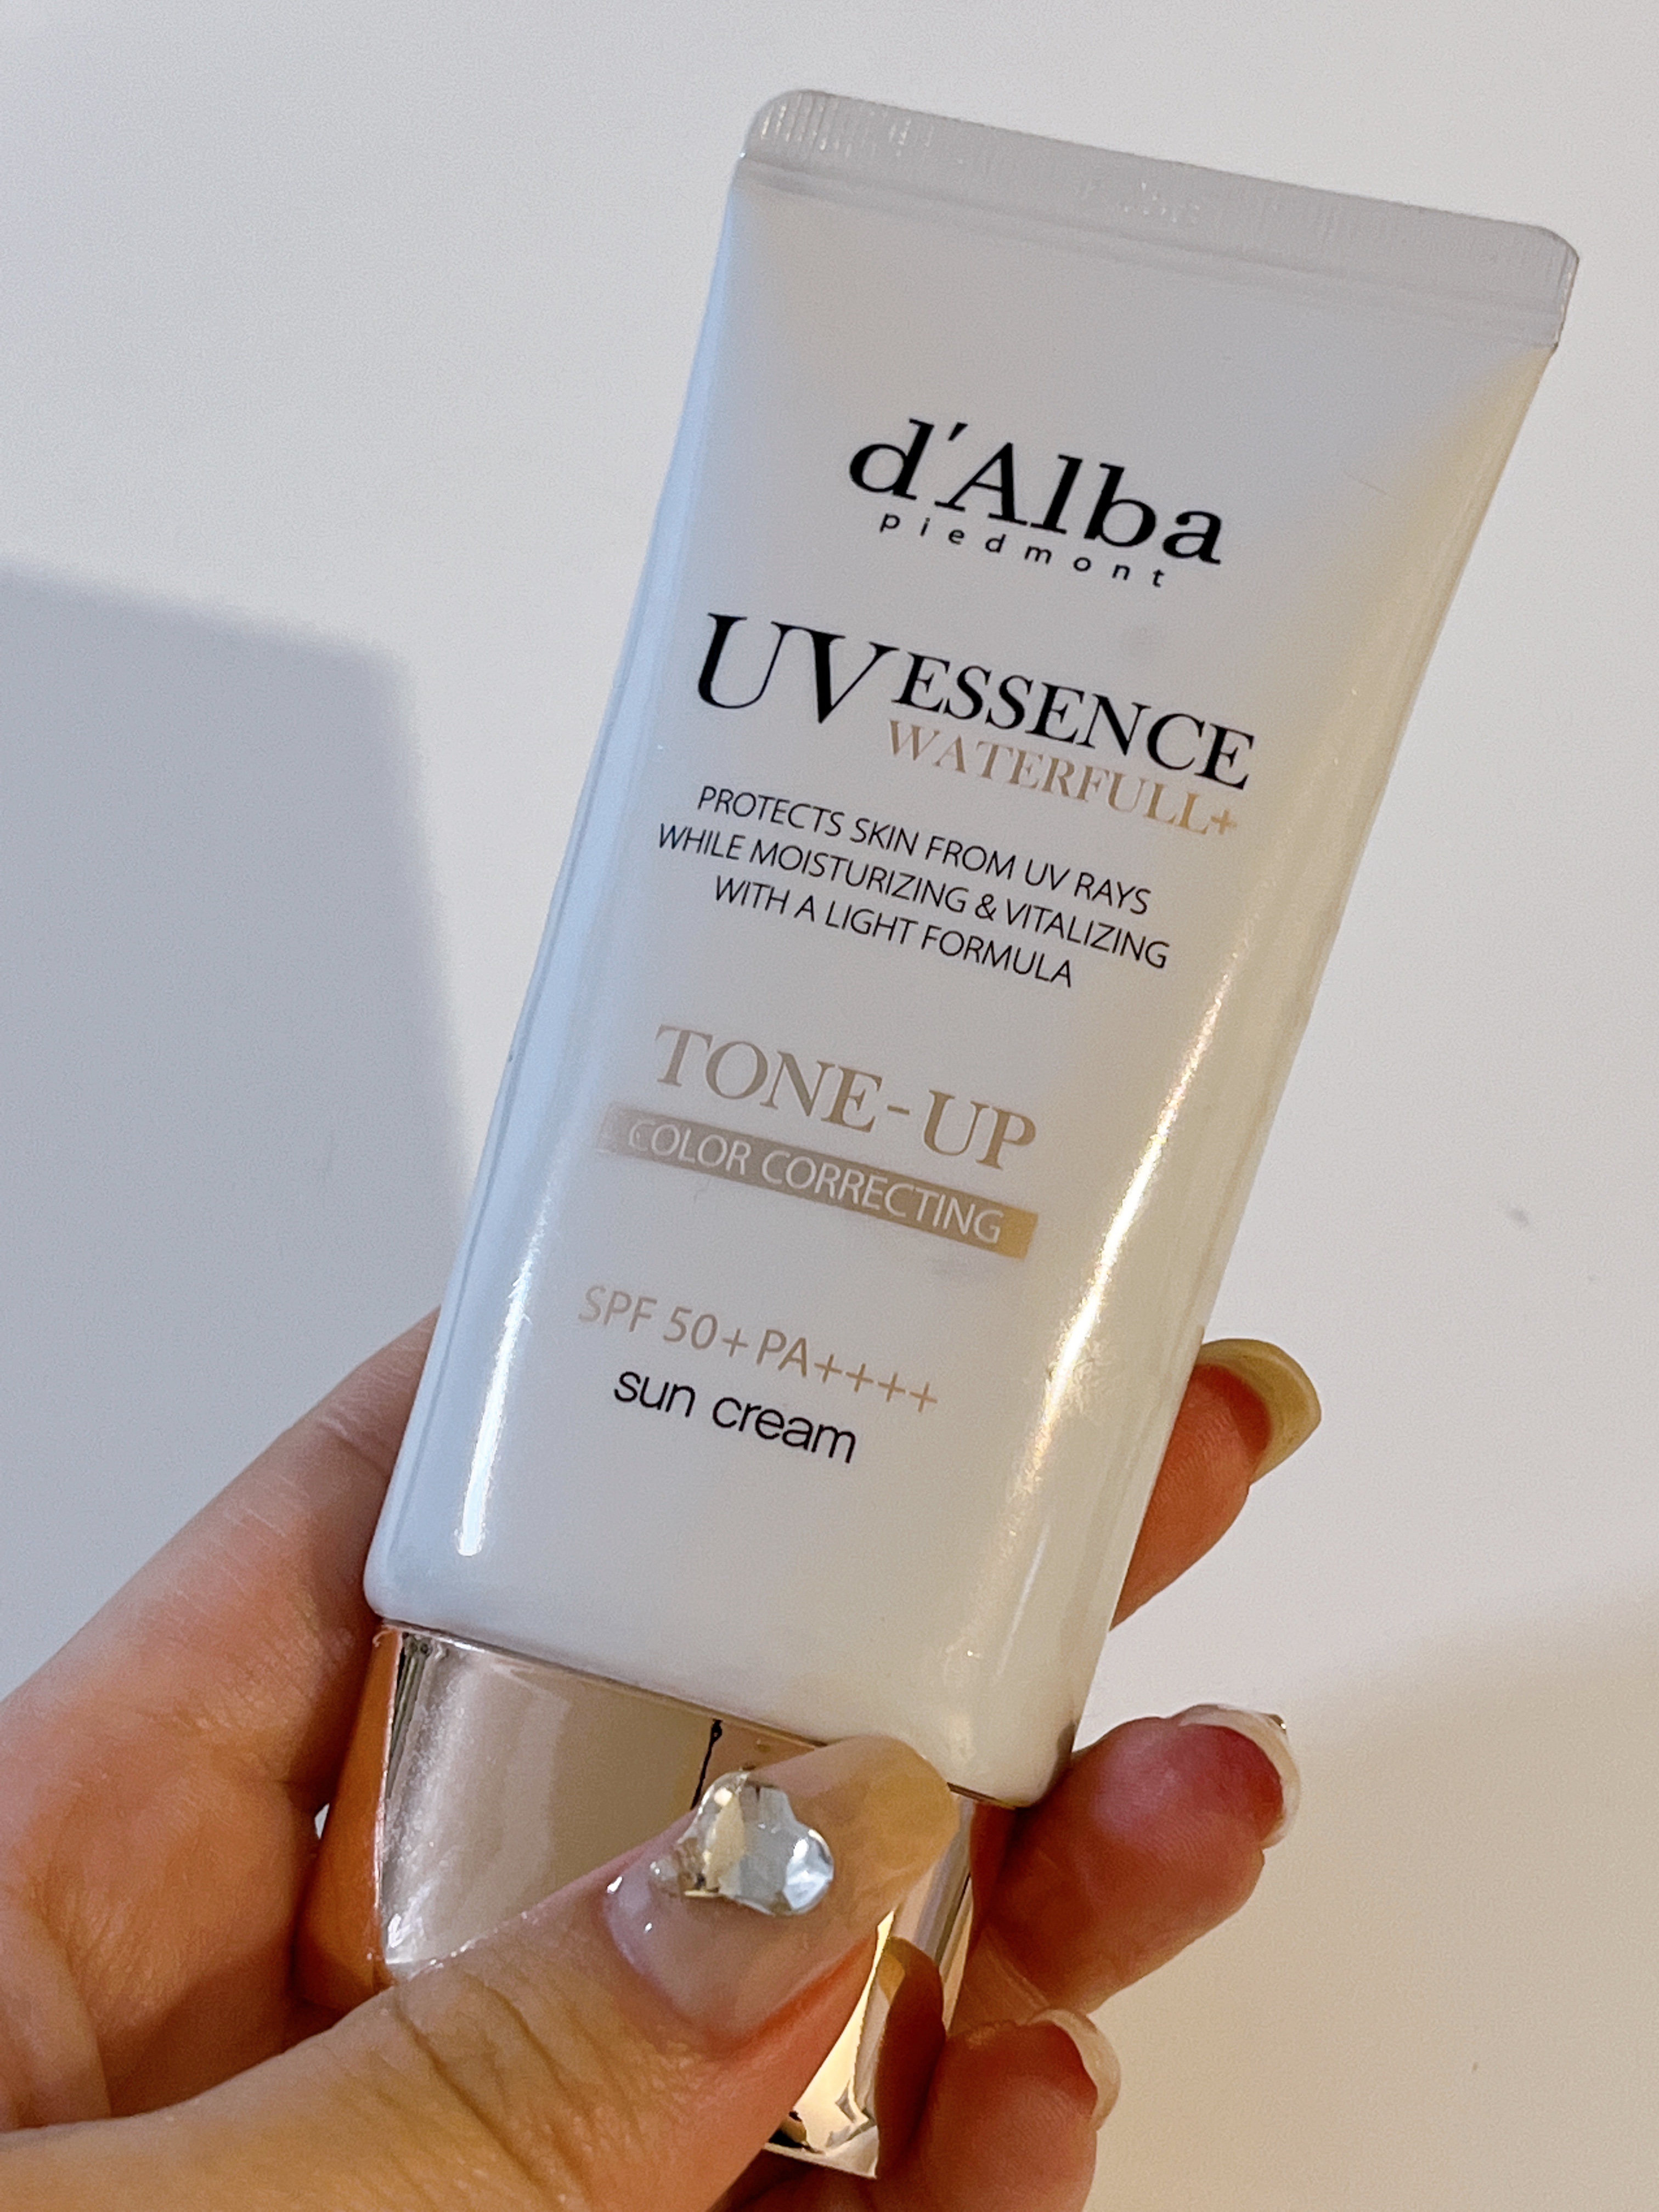 d'Alba
piedmont
UV ESSENCE
WATERFULL+
PROTECTS SKIN FROM UV RAYS
WHILE MOISTURIZING & VITALIZING
WITH A LIGHT FORMULA
TONE-UP
COLOR CORRECTING
SPF 50+ PA++++
sun cream